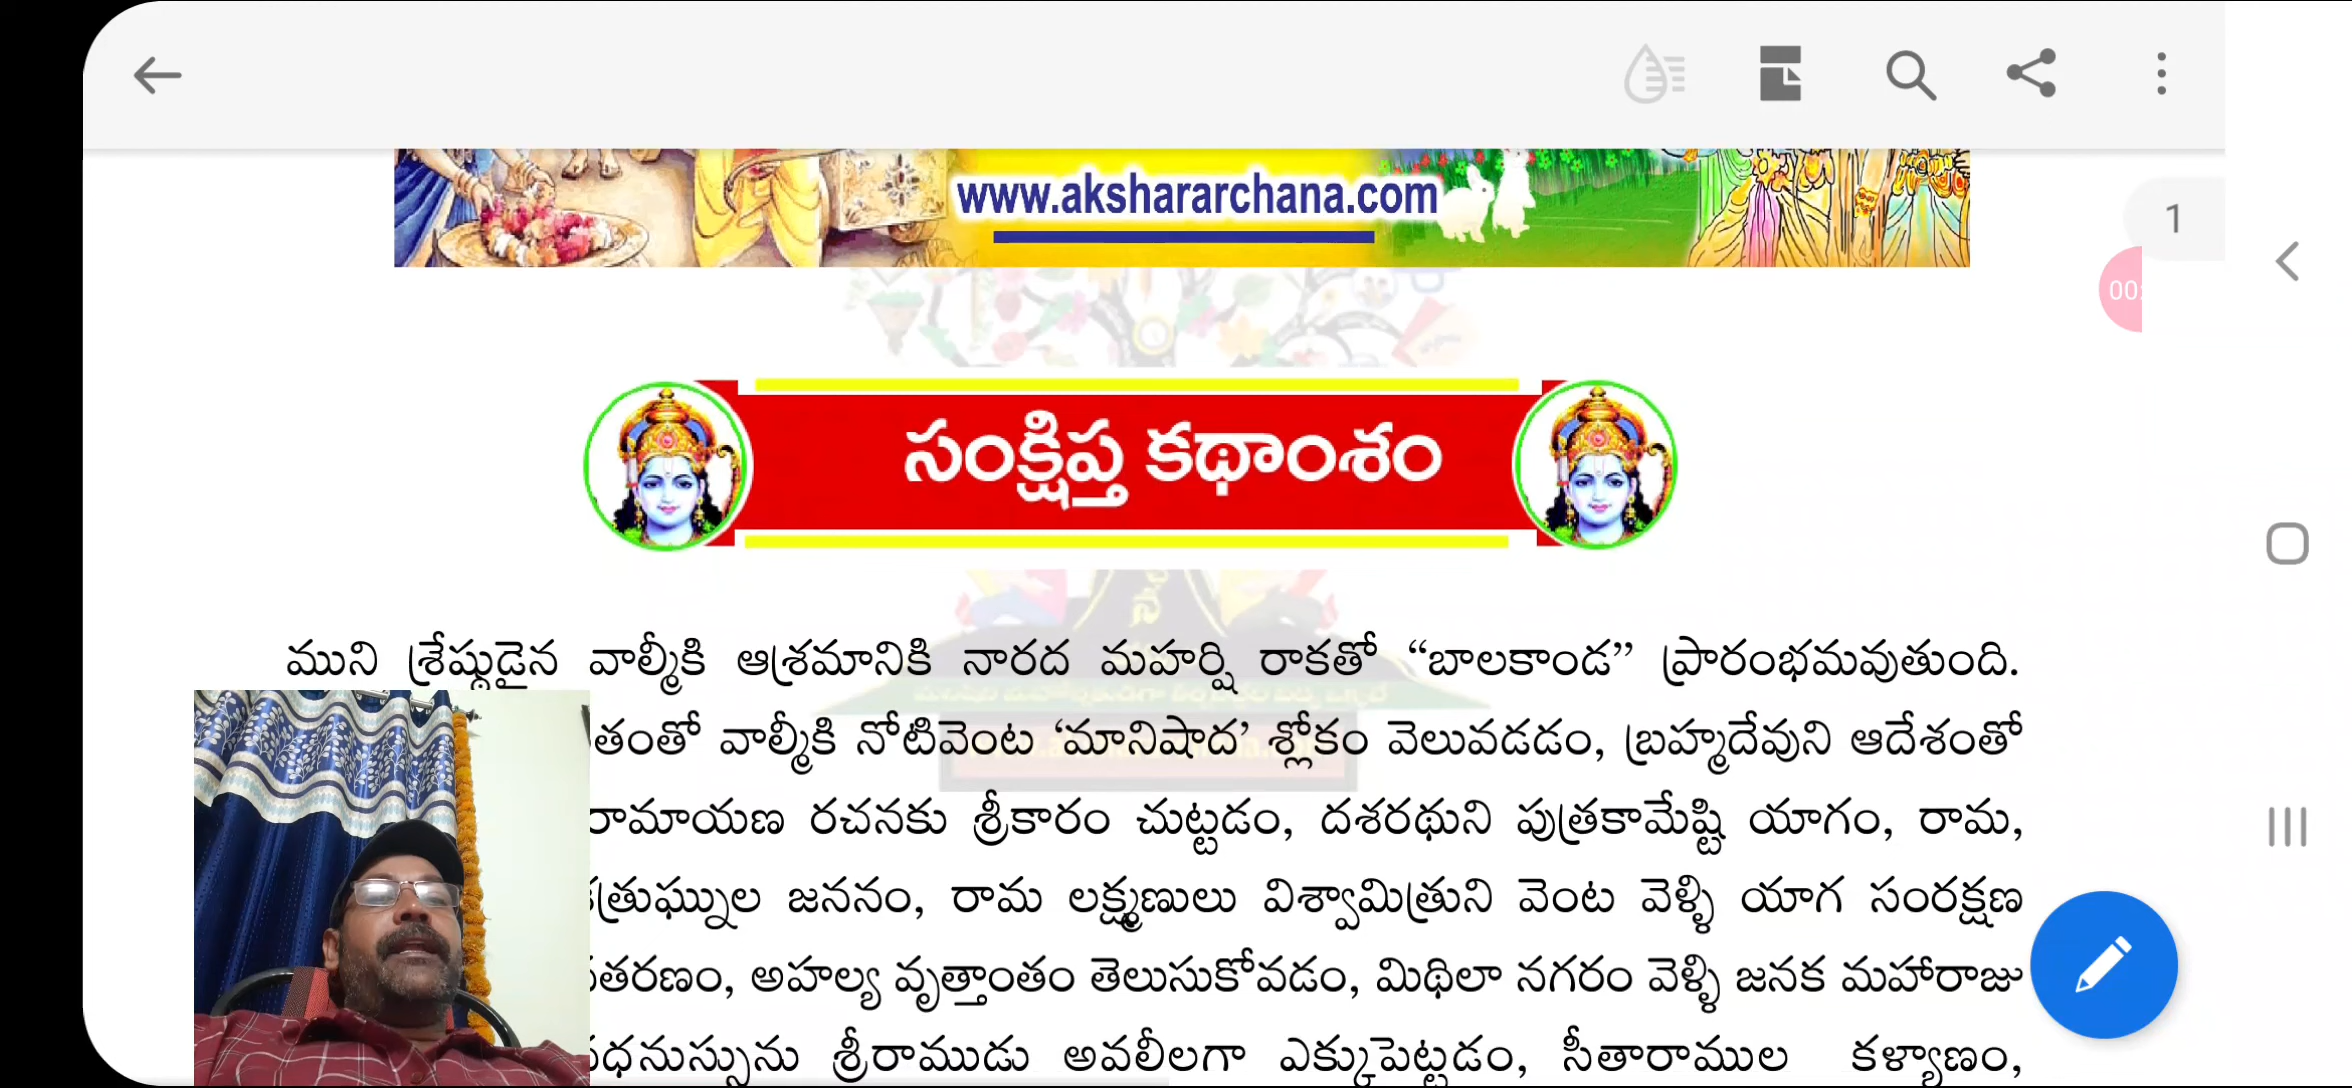 www.akshararchana.com
1
00:
సంక్షిప్త కథాంశం
ముని శ్రేష్ఠుడైన వాల్మీకి ఆశ్రమానికి నారద మహర్షి రాకతో “బాలకాండ” ప్రారంభమవుతుంది.
తంతో వాల్మీకి నోటివెంట ‘మానిషాద’ శ్లోకం వెలువడడం, బ్రహ్మదేవుని ఆదేశంతో
రామాయణ రచనకు శ్రీకారం చుట్టడం, దశరథుని పుత్రకామేష్టి యాగం, రామ,
త్రుఘ్నుల జననం, రామ లక్ష్మణులు విశ్వామిత్రుని వెంట వెళ్ళి యాగ సంరక్షణ
తరణం, అహల్య వృత్తాంతం తెలుసుకోవడం, మిథిలా నగరం వెళ్ళి జనక మహారాజు
ధనుస్సును శ్రీరాముడు అవలీలగా ఎక్కుపెట్టడం, సీతారాముల కళ్యాణం,